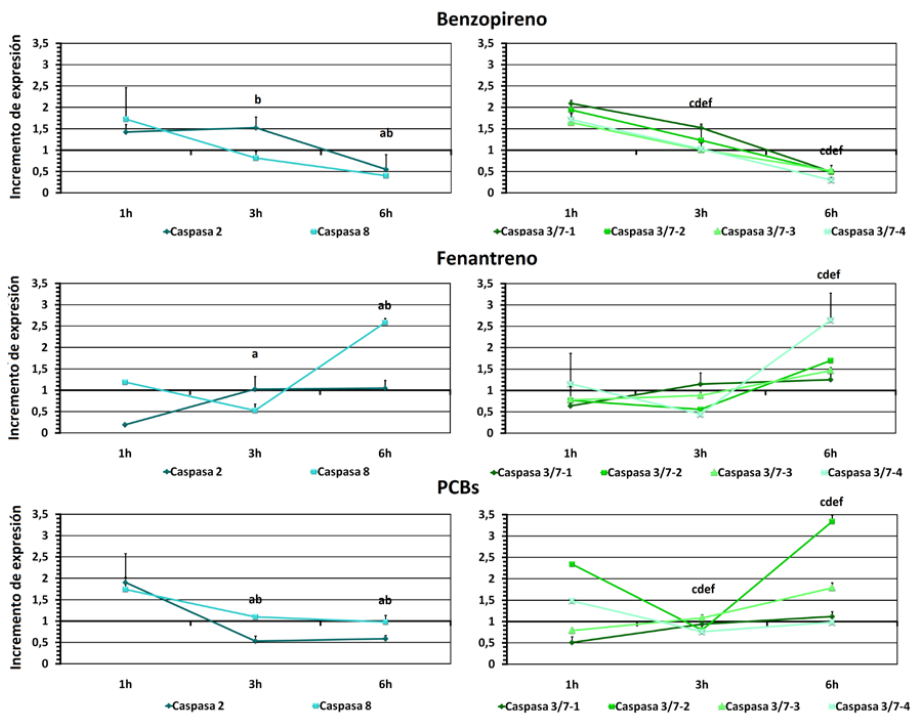 Benzopireno
Incremento de expresión
3,5
3
2,5
2
1,5
1
0,5
0
b
ab
1h 3h 6h
Caspasa 2 Caspasa 8
3,5
3
2,5
2
1,5
1
0,5
0
cdef
cdef
1h 3h 6h
Caspasa 3/7-1 Caspasa 3/7-2 Caspasa 3/7-3 Caspasa 3/7-4
Fenantreno
Incremento de expresión
3,5
3
2,5
2
1,5
1
0,5
0
a
ab
1h 3h 6h
Caspasa 2 Caspasa 8
3,5
3
2,5
2
1,5
1
0,5
0
cdef
1h 3h 6h
Caspasa 3/7-1 Caspasa 3/7-2 Caspasa 3/7-3 Caspasa 3/7-4
PCBs
Incremento de expresión
3,5
3
2,5
2
1,5
1
0,5
0
ab ab
1h 3h 6h
Caspasa 2 Caspasa 8
3,5
3
2,5
2
1,5
1
0,5
0
cdef
cdef
1h 3h 6h
Caspasa 3/7-1 Caspasa 3/7-2 Caspasa 3/7-3 Caspasa 3/7-4